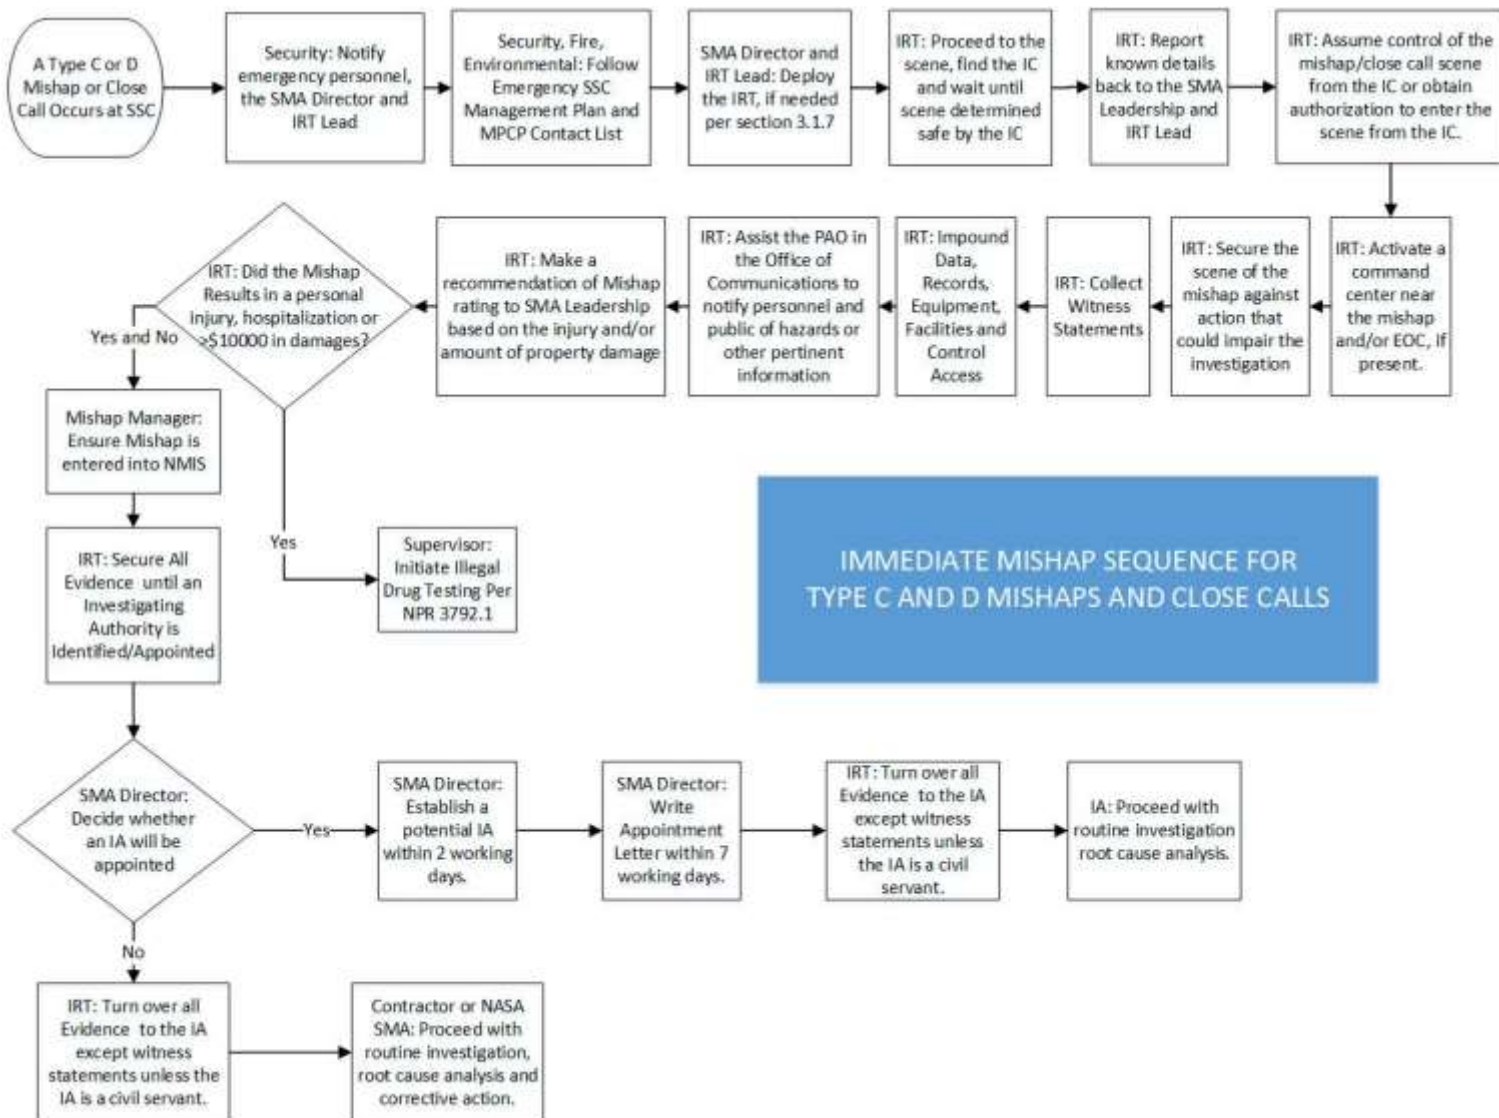 A Type C or D
Mishap or Close
Call Occurs at SSC
Security: Notify
emergency personnel,
the SMA Director and
IRT Lead
Security, Fire,
Environmental: Follow
Emergency SSC
Management Plan and
MPCP Contact List
SMA Director and
IRT Lead: Deploy
the IRT, if needed
per section 3.1.7
IRT: Proceed to the
scene, find the IC
and wait until
scene determined
safe by the IC
IRT: Report
known details
back to the SMA
Leadership and
IRT Lead
IRT: Assume control of the
mishap/close call scene
from the IC or obtain
authorization to enter the
scene from the IC.
IRT: Activate a
command
center near
the mishap
and/or EOC, if
present.
IRT: Secure the
scene of the
mishap against
action that
could impair the
investigation
IRT: Collect
Witness
Statements
IRT: Impound
Data,
Records,
Equipment,
Facilities and
Control
Access
IRT: Assist the PAO in
the Office of
Communications to
notify personnel and
public of hazards or
other pertinent
information
IRT: Make a
recommendation of Mishap
rating to SMA Leadership
based on the injury and/or
amount of property damage
IRT: Did the Mishap
Results in a personal
injury, hospitalization or
>$10000 in damages?
Yes and No
Mishap Manager:
Ensure Mishap is
entered into NMIS
Yes
Supervisor:
Initiate Illegal
Drug Testing Per
NPR 3792.1
IRT: Secure All
Evidence until an
Investigating
Authority is
Identified/Appointed
IMMEDIATE MISHAP SEQUENCE FOR
TYPE C AND D MISHAPS AND CLOSE CALLS
SMA Director:
Decide whether
an IA will be
appointed
Yes
SMA Director:
Establish a
potential IA
within 2 working
days.
SMA Director:
Write
Appointment
Letter within 7
working days.
IRT: Turn over all
Evidence to the IA
except witness
statements unless
the IA is a civil
servant.
IA: Proceed with
routine investigation
root cause analysis.
No
IRT: Turn over all
Evidence to the IA
except witness
statements unless the
IA is a civil servant.
Contractor or NASA
SMA: Proceed with
routine investigation,
root cause analysis and
corrective action.